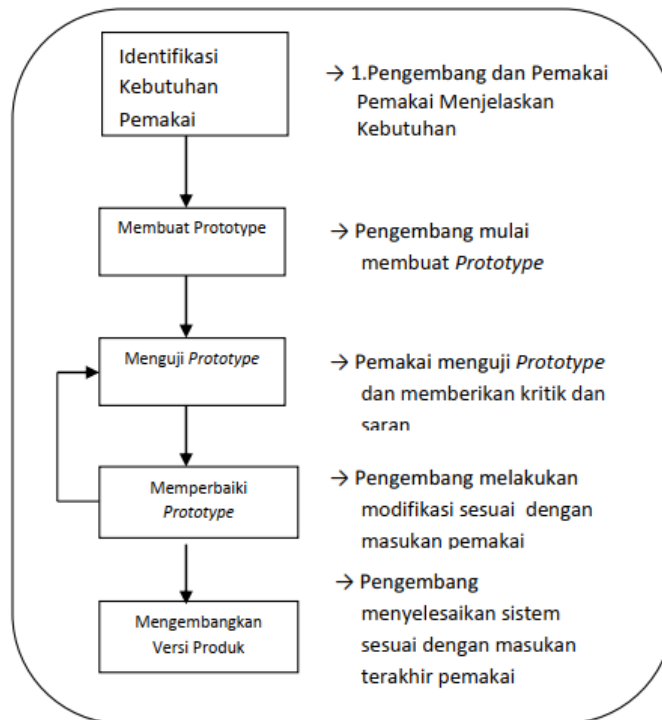 Identifikasi
Kebutuhan
Pemakai
→ 1.Pengembang dan Pemakai
Pemakai Menjelaskan
Kebutuhan
Membuat Prototype
→ Pengembang mulai
membuat Prototype
Menguji Prototype
→ Pemakai menguji Prototype
dan memberikan kritik dan
saran
Memperbaiki
Prototype
→ Pengembang melakukan
modifikasi sesuai dengan
masukan pemakai
Mengembangkan
Versi Produk
→ Pengembang
menyelesaikan sistem
sesuai dengan masukan
terakhir pemakai